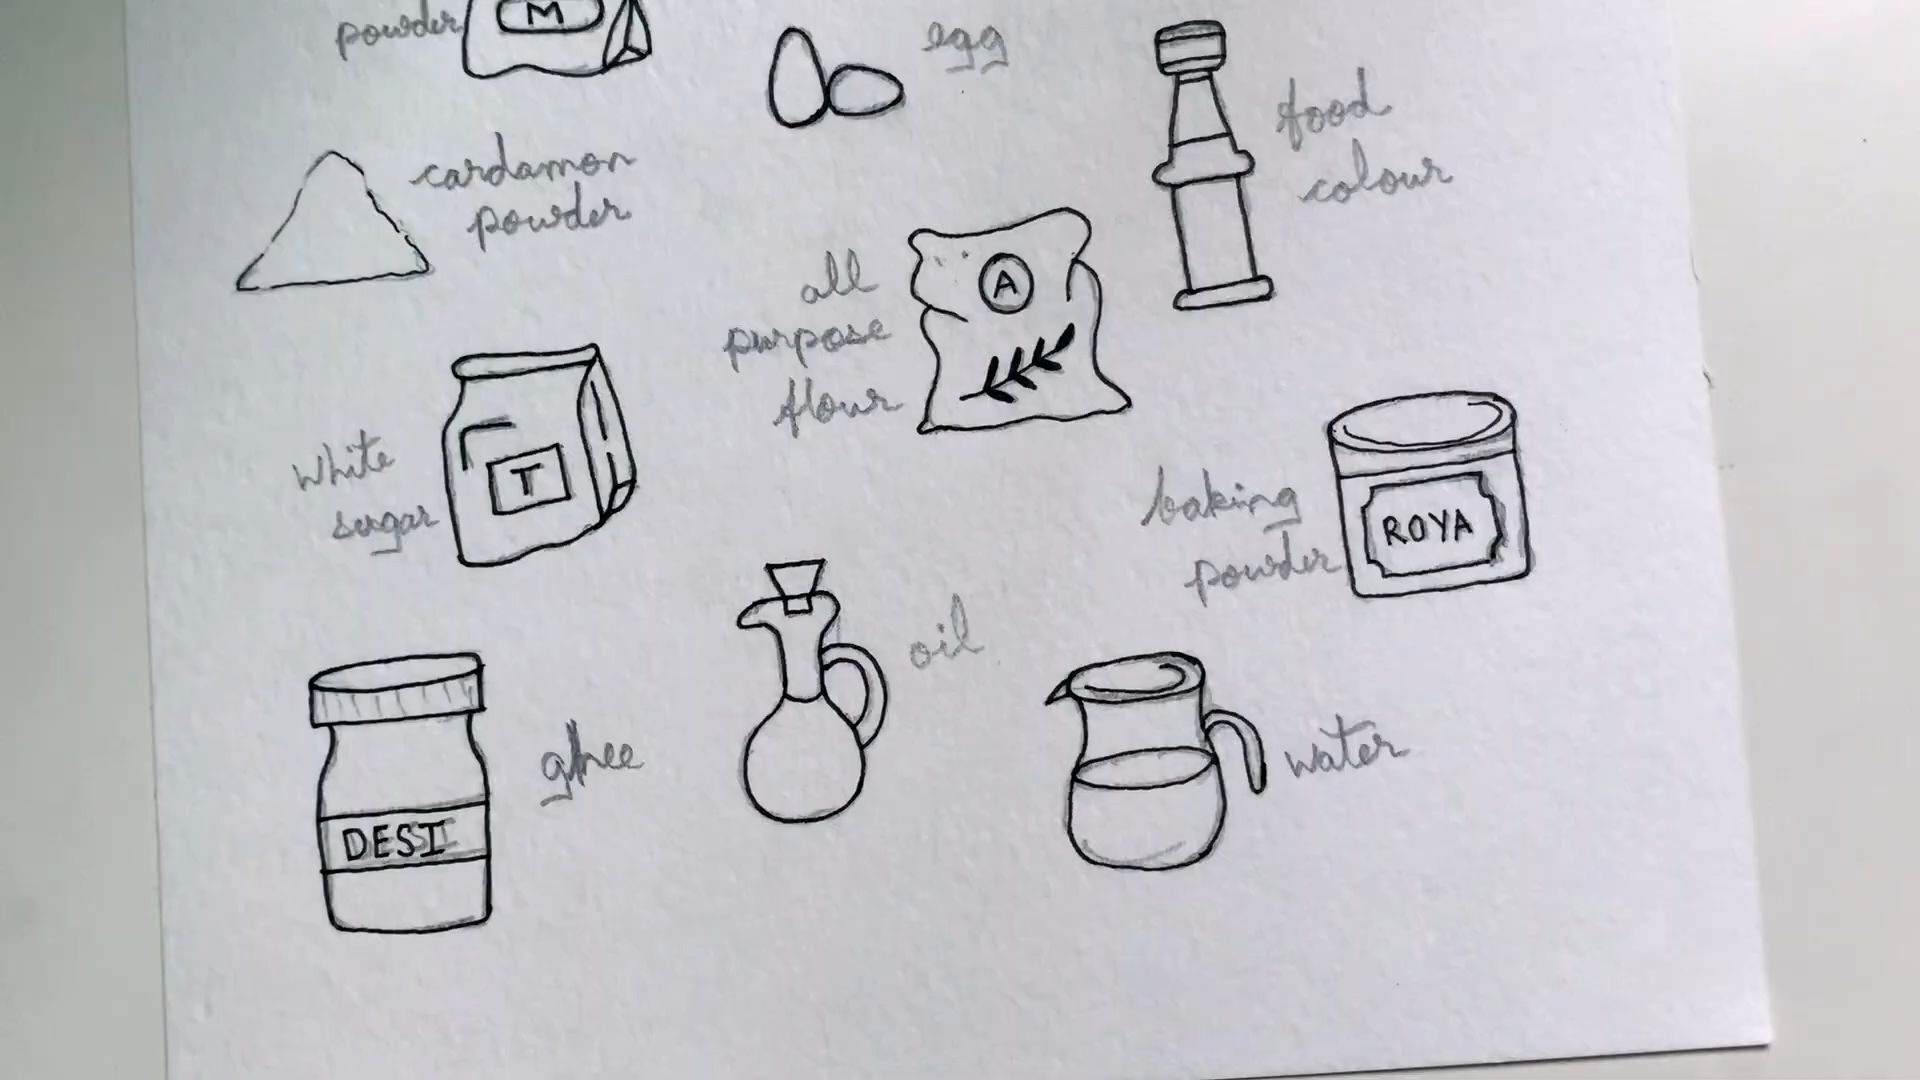 powder
M
egg
food
colour
cardamon
powder
all
purpose
flour
A
White
sugar
T
baking
powder
ROYA
oil
ghee
DESI
water